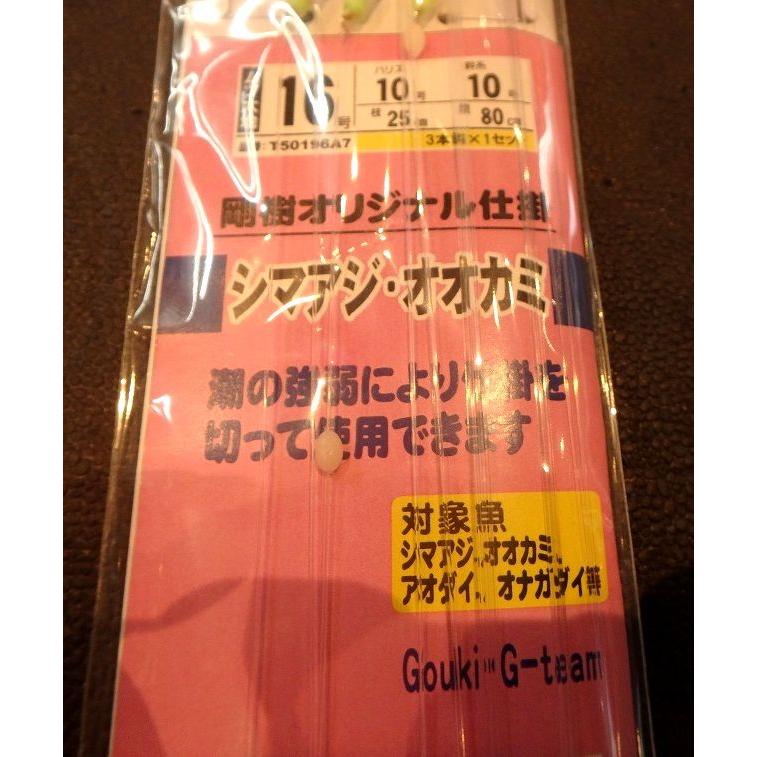 16号
ハリス 10号
幹糸 10号
枝 25cm
間 80cm
品番:T50196A7
3本鈎×1セット
剛樹オリジナル仕掛
シマアジ・オオカミ
潮の強弱により仕掛を
切って使用できます
対象魚
シマアジ、オオカミ、
アオダイ、オナガダイ等
Gouki G-team